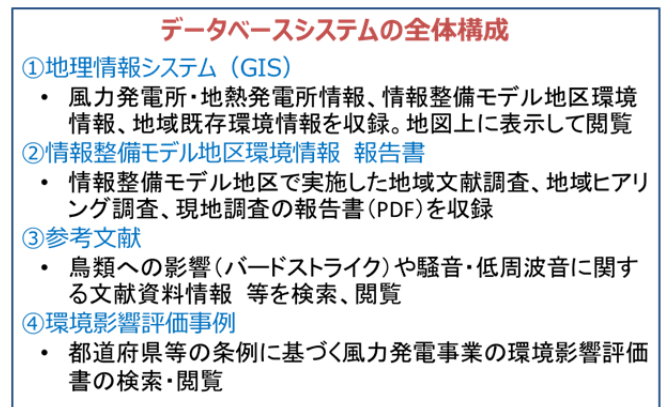 データベースシステムの全体構成
①地理情報システム（GIS）
• 風力発電所・地熱発電所情報、情報整備モデル地区環境
情報、地域既存環境情報を収録。地図上に表示して閲覧
②情報整備モデル地区環境情報 報告書
• 情報整備モデル地区で実施した地域文献調査、地域ヒアリ
ング調査、現地調査の報告書（PDF）を収録
③参考文献
• 鳥類への影響（バードストライク）や騒音・低周波音に関す
る文献資料情報 等を検索、閲覧
④環境影響評価事例
• 都道府県等の条例に基づく風力発電事業の環境影響評価
書の検索・閲覧